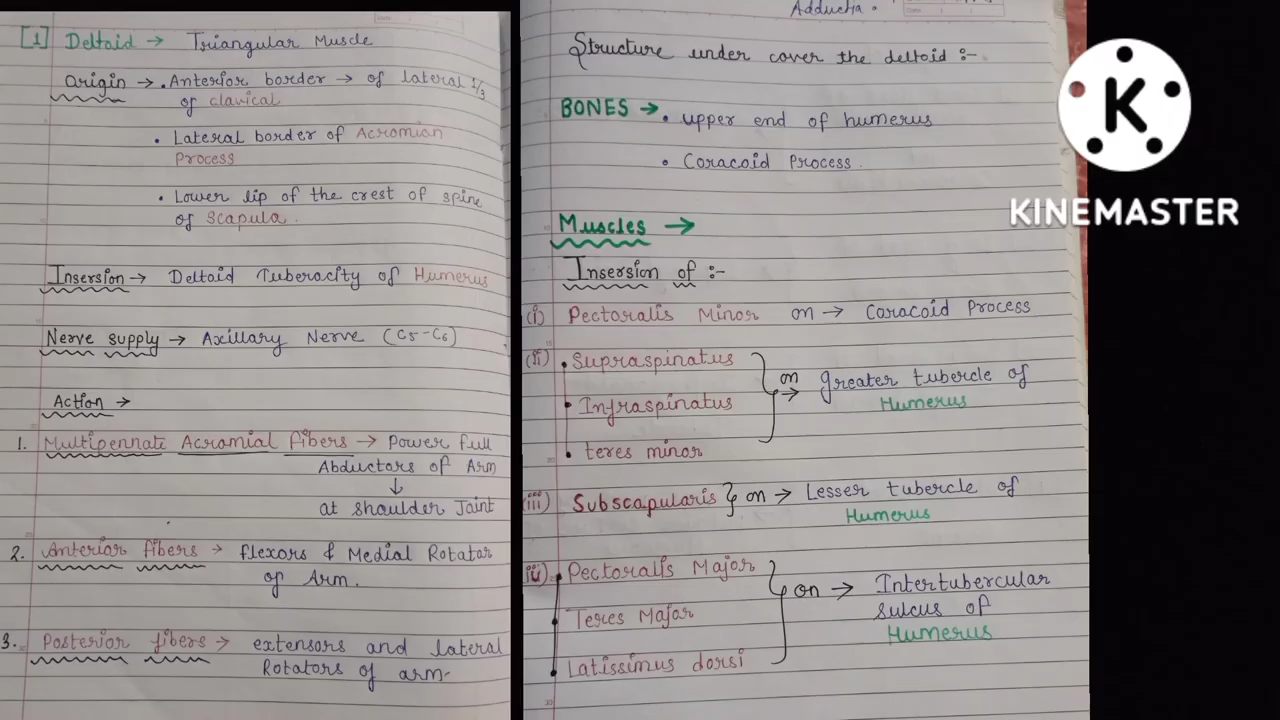 [1] Deltoid → Triangular Muscle
Origin → • Anterior border → of lateral 1/3
of clavical
• Lateral border of Acromian
Process
• Lower lip of the crest of spine
of scapula.
Insersion → Deltoid Tuberacity of Humerus
Nerve supply → Axillary Nerve (C5-C6)
Action →
1. Multipennate Acramial fibers → Power full
Abductors of Arm
↓
at shoulder Jaint
2. Anterior fibers → flexors & Medial Rotatar
of Arm.
3. Posterior fibers → extensors and lateral
Rotators of arm-
Adducta.
Structure under cover the deltoid :-
BONES → • upper end of humerus
• Coracoid Process.
Muscles →
Insersion of :-
(i) Pectoralis Minor on → Coracoid Process
(ii) • Supraspinatus
• Infraspinatus
• teres minor
on → greater tubercle of
Humerus
(iii) Subscapularis } on → Lesser tubercle of
Humerus
(iv) Pectoralis Major
Teres Major
Latissimus dorsi
on → Intertubercular
sulcus of
Humerus
K
KINEMASTER